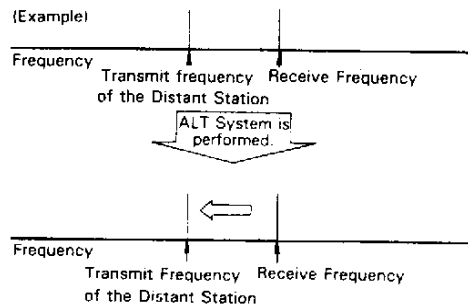 (Example)
Frequency
Transmit frequency
of the Distant Station
Receive Frequency
ALT System is
performed.
Frequency
Transmit Frequency
of the Distant Station
Receive Frequency